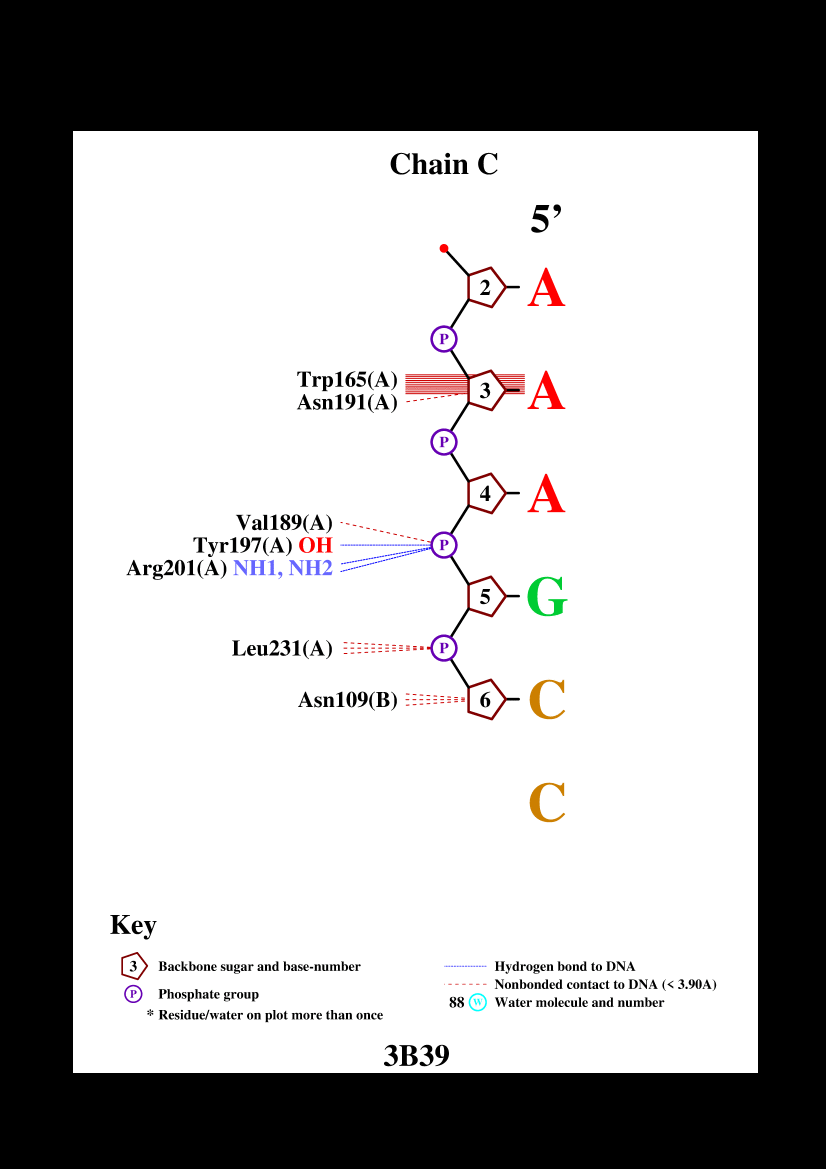 Chain C
5’
2 A
P
Trp165(A)
3 A
Asn191(A)
P
4 A
Val189(A)
Tyr197(A) OH
P
Arg201(A) NH1, NH2
5 G
Leu231(A)
P
Asn109(B)
6 C
C
Key
3 Backbone sugar and base-number
P Phosphate group
* Residue/water on plot more than once
Hydrogen bond to DNA
Nonbonded contact to DNA (< 3.90A)
88 W Water molecule and number
3B39